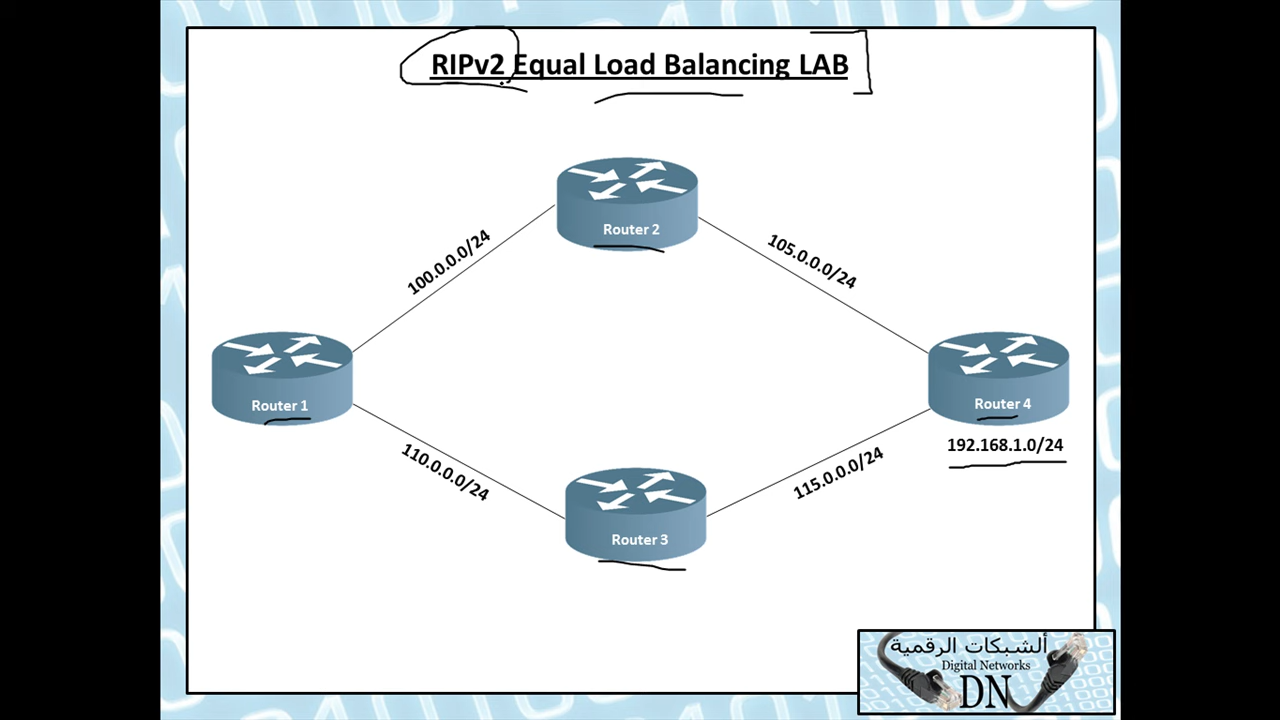 RIPv2 Equal Load Balancing LAB
Router 2
100.0.0.0/24
105.0.0.0/24
Router 1
Router 4
192.168.1.0/24
110.0.0.0/24
115.0.0.0/24
Router 3
ألشبكات الرقمية
Digital Networks
DN